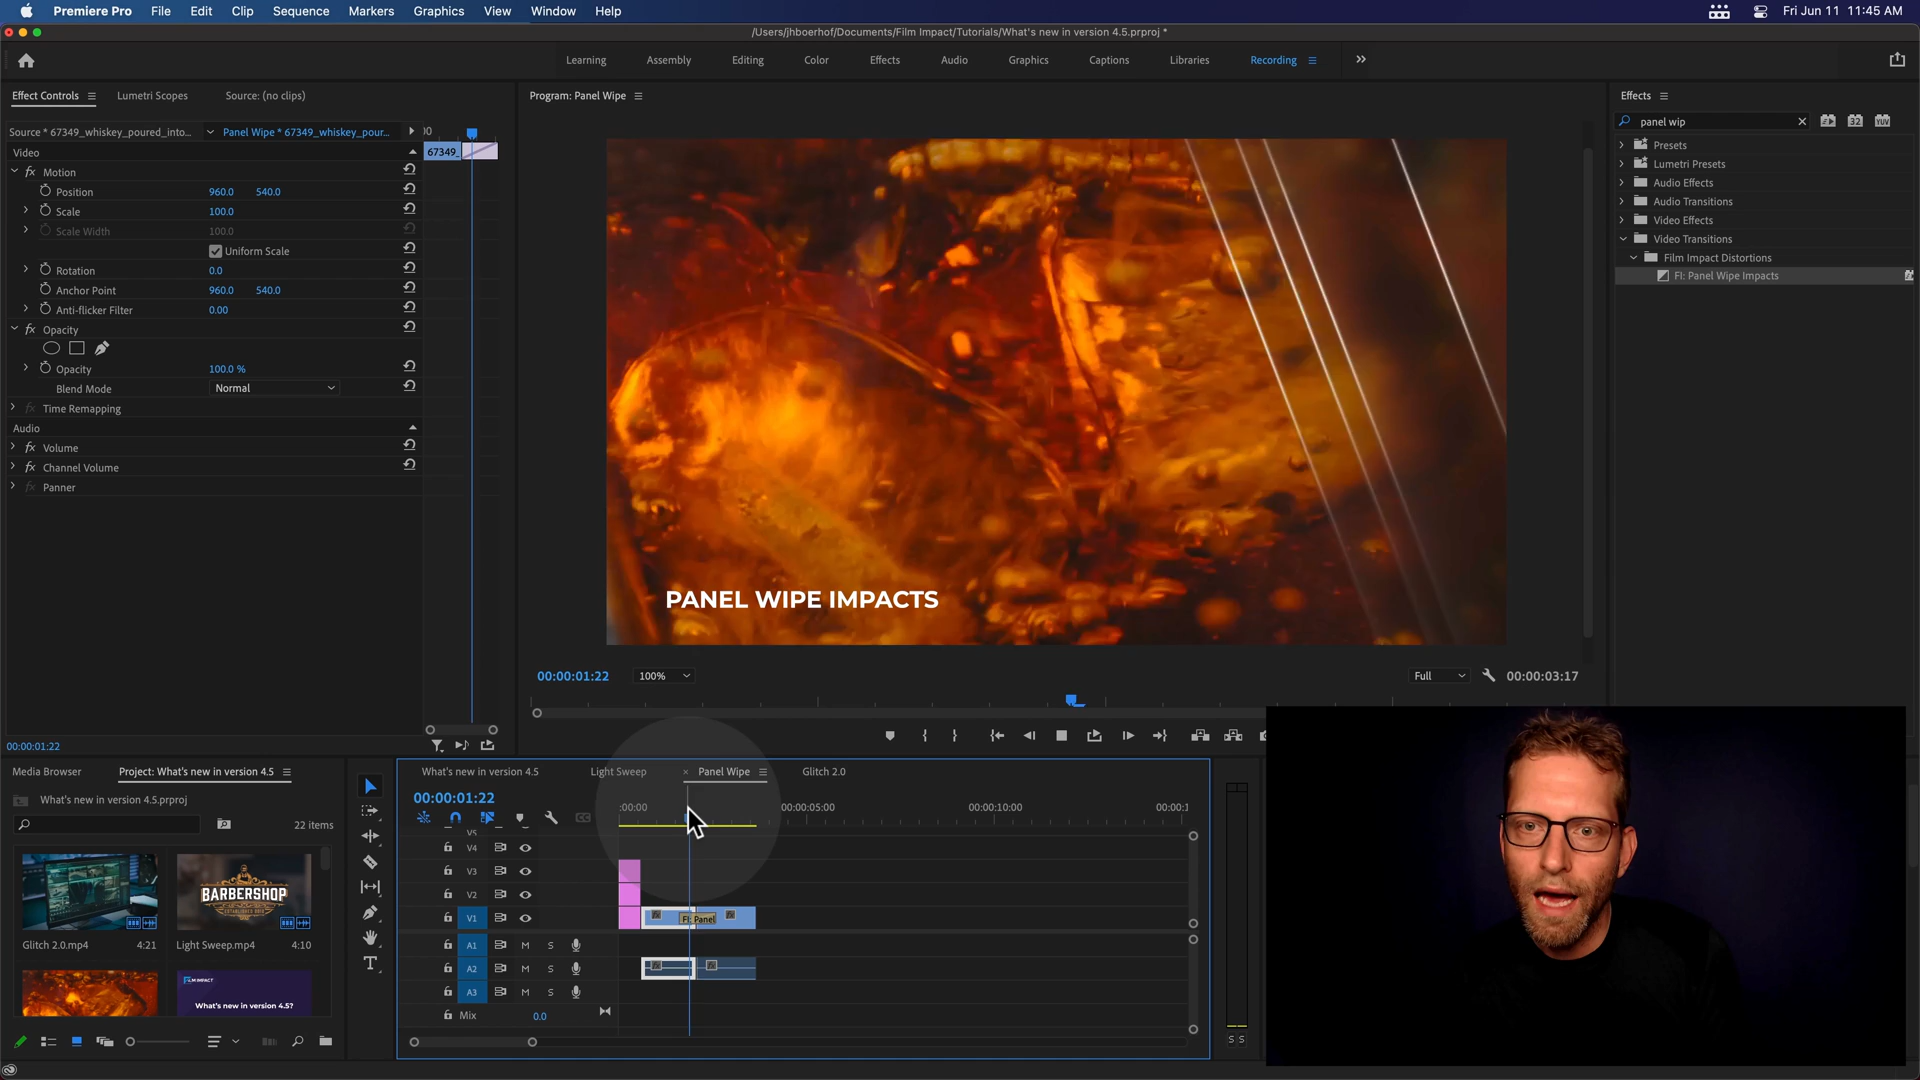 Premiere Pro File Edit Clip Sequence Markers Graphics View Window Help Fri Jun 11 11:45 AM
/Users/jhboerhof/Documents/Film Impact/Tutorials/What's new in version 4.5.prproj *
Learning Assembly Editing Color Effects Audio Graphics Captions Libraries Recording
Effect Controls Lumetri Scopes Source: (no clips)
Program: Panel Wipe
Effects
Source * 67349_whiskey_poured_into... Panel Wipe * 67349_whiskey_pour... :00
Video 67349_
Motion
Position 960.0 540.0
Scale 100.0
Scale Width 100.0
Uniform Scale
Rotation 0.0
Anchor Point 960.0 540.0
Anti-flicker Filter 0.00
Opacity
Opacity 100.0 %
Blend Mode Normal
Time Remapping
Audio
Volume
Channel Volume
Panner
00:00:01:22
PANEL WIPE IMPACTS
00:00:01:22 100% Full 00:00:03:17
panel wip 32 YUV
Presets
Lumetri Presets
Audio Effects
Audio Transitions
Video Effects
Video Transitions
Film Impact Distortions
FI: Panel Wipe Impacts
Media Browser Project: What's new in version 4.5
What's new in version 4.5.prproj
22 items
BARBERSHOP
Glitch 2.0.mp4 4:21 Light Sweep.mp4 4:10
FILM IMPACT
What's new in version 4.5?
What's new in version 4.5 Light Sweep × Panel Wipe Glitch 2.0
00:00:01:22 :00:00 00:00:05:00 00:00:10:00 00:00:1
CC
V5
V4
V3
V2
V1 FI: Panel
A1 M S
A2 M S
A3 M S
Mix 0.0
S S